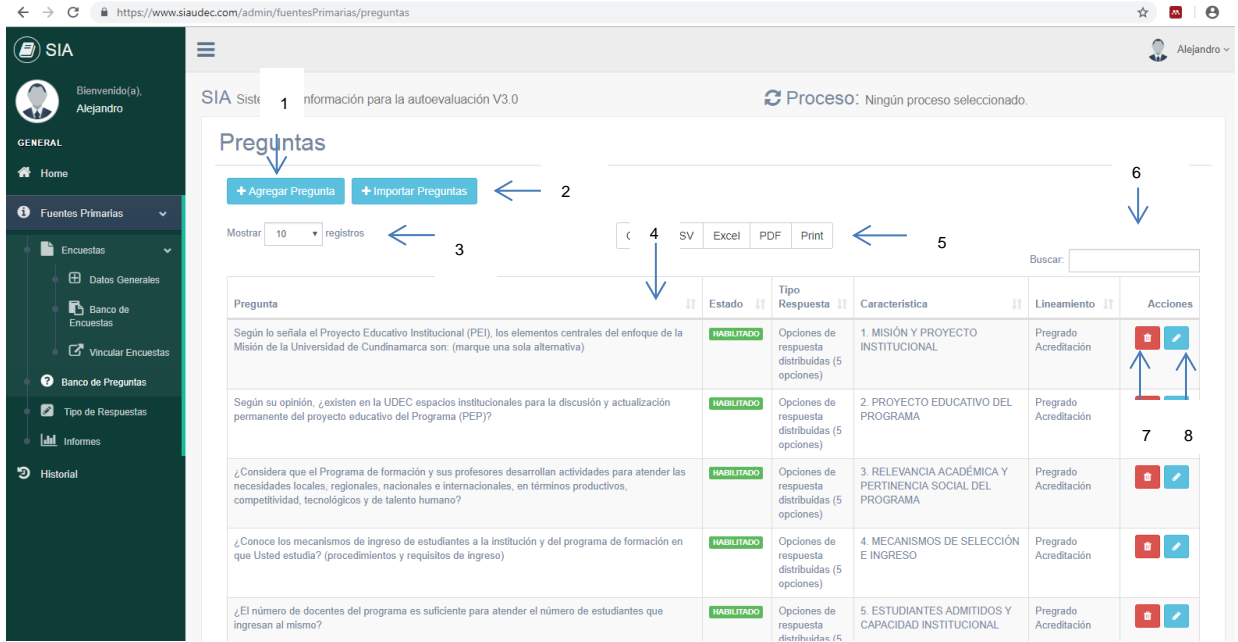 https://www.siaudec.com/admin/fuentesPrimarias/preguntas
SIA
Alejandro
Bienvenido(a),
Alejandro
SIA nformación para la autoevaluación V3.0
Proceso: Ningún proceso seleccionado.
1
GENERAL
Home
Fuentes Primarias
Encuestas
Datos Generales
Banco de
Encuestas
Vincular Encuestas
Banco de Preguntas
Tipo de Respuestas
Informes
Historial
Preguntas
+ Agregar Pregunta
+ Importar Preguntas
2
6
Mostrar 10 registros
3
4
SV
Excel
PDF
Print
5
Buscar:
Pregunta
Estado
Tipo
Respuesta
Caracteristica
Lineamiento
Acciones
Según lo señala el Proyecto Educativo Institucional (PEI), los elementos centrales del enfoque de la
Misión de la Universidad de Cundinamarca son: (marque una sola alternativa)
HABILITADO
Opciones de
respuesta
distribuidas (5
opciones)
1. MISIÓN Y PROYECTO
INSTITUCIONAL
Pregrado
Acreditación
Según su opinión, ¿existen en la UDEC espacios institucionales para la discusión y actualización
permanente del proyecto educativo del Programa (PEP)?
HABILITADO
Opciones de
respuesta
distribuidas (5
opciones)
2. PROYECTO EDUCATIVO DEL
PROGRAMA
Pregrado
Acreditación
7
8
¿Considera que el Programa de formación y sus profesores desarrollan actividades para atender las
necesidades locales, regionales, nacionales e internacionales, en términos productivos,
competitividad, tecnológicos y de talento humano?
HABILITADO
Opciones de
respuesta
distribuidas (5
opciones)
3. RELEVANCIA ACADÉMICA Y
PERTINENCIA SOCIAL DEL
PROGRAMA
Pregrado
Acreditación
¿Conoce los mecanismos de ingreso de estudiantes a la institución y del programa de formación en
que Usted estudia? (procedimientos y requisitos de ingreso)
HABILITADO
Opciones de
respuesta
distribuidas (5
opciones)
4. MECANISMOS DE SELECCIÓN
E INGRESO
Pregrado
Acreditación
¿El número de docentes del programa es suficiente para atender el número de estudiantes que
ingresan al mismo?
HABILITADO
Opciones de
respuesta
distribuidas (5
5. ESTUDIANTES ADMITIDOS Y
CAPACIDAD INSTITUCIONAL
Pregrado
Acreditación